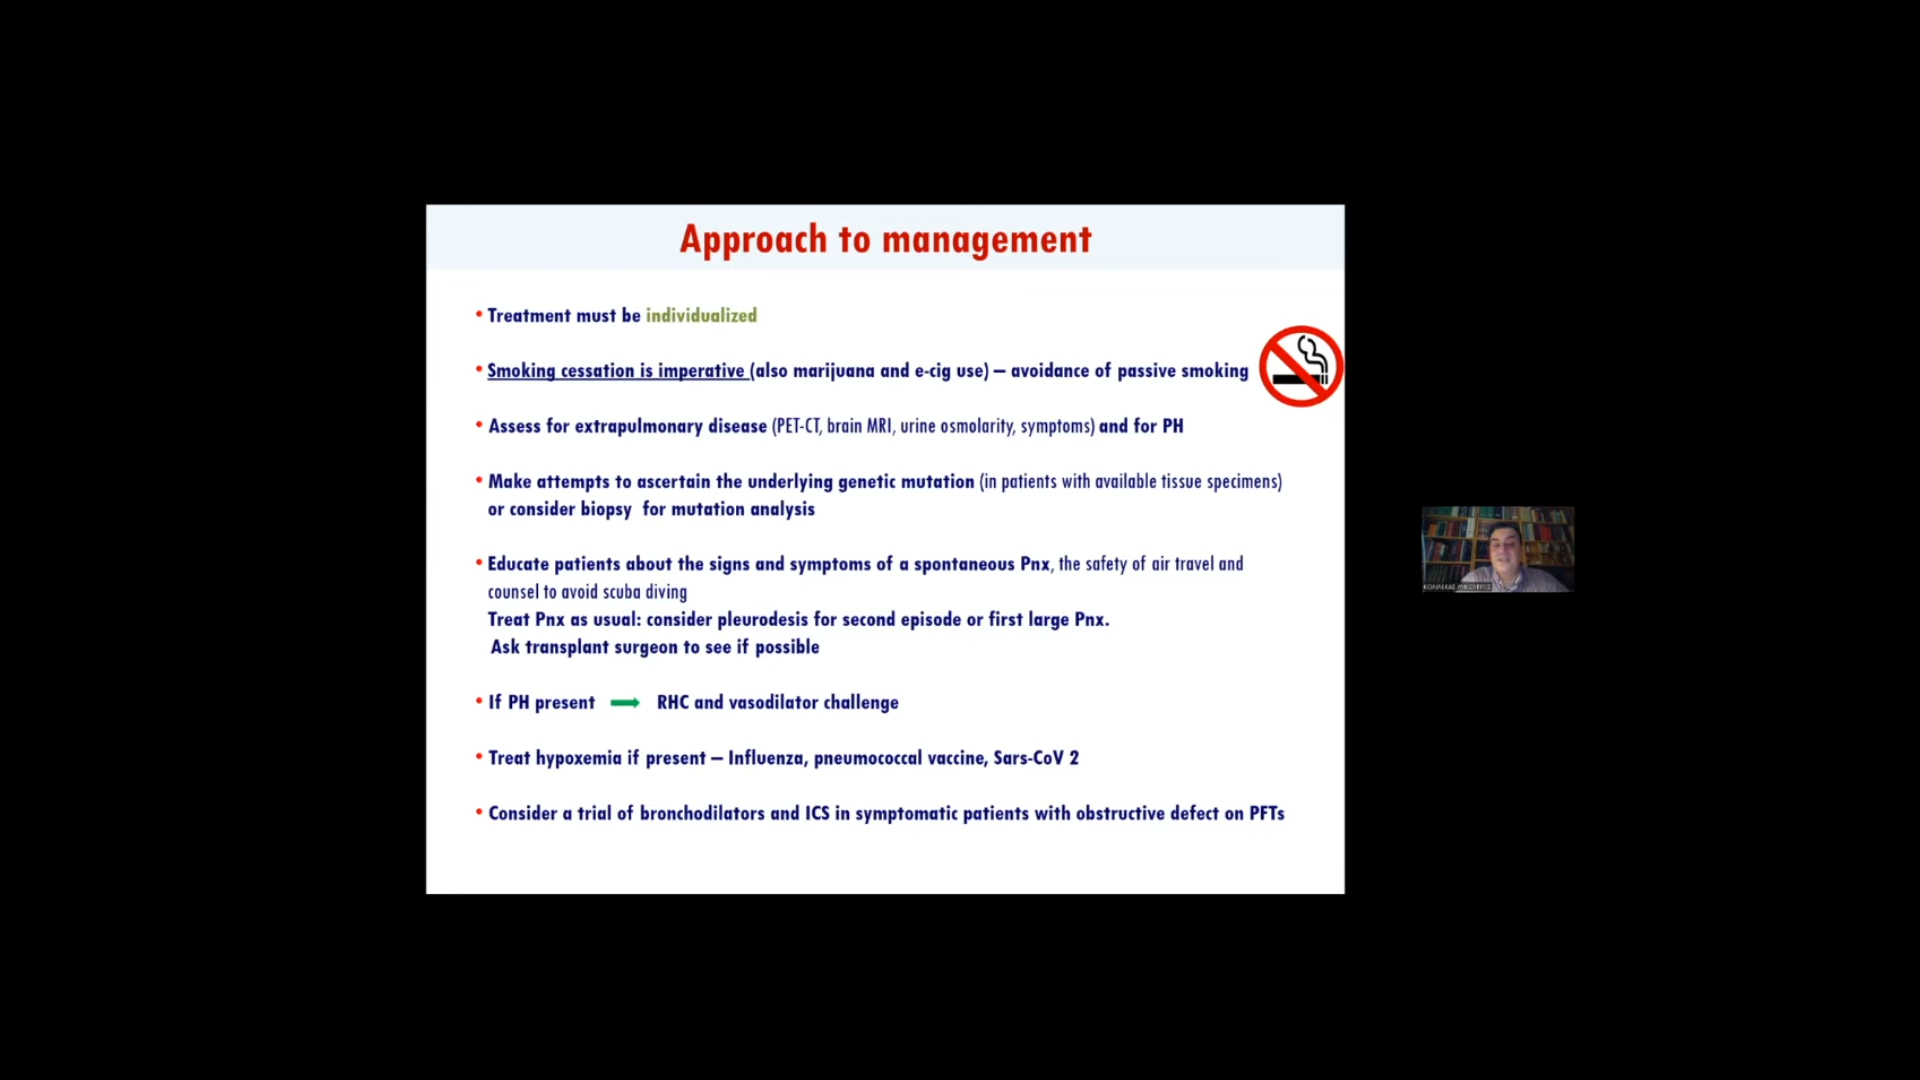 Approach to management
• Treatment must be individualized
• Smoking cessation is imperative (also marijuana and e-cig use) – avoidance of passive smoking
• Assess for extrapulmonary disease (PET-CT, brain MRI, urine osmolarity, symptoms) and for PH
• Make attempts to ascertain the underlying genetic mutation (in patients with available tissue specimens)
or consider biopsy for mutation analysis
• Educate patients about the signs and symptoms of a spontaneous Pnx, the safety of air travel and
counsel to avoid scuba diving
Treat Pnx as usual: consider pleurodesis for second episode or first large Pnx.
Ask transplant surgeon to see if possible
• If PH present RHC and vasodilator challenge
• Treat hypoxemia if present – Influenza, pneumococcal vaccine, Sars-CoV 2
• Consider a trial of bronchodilators and ICS in symptomatic patients with obstructive defect on PFTs